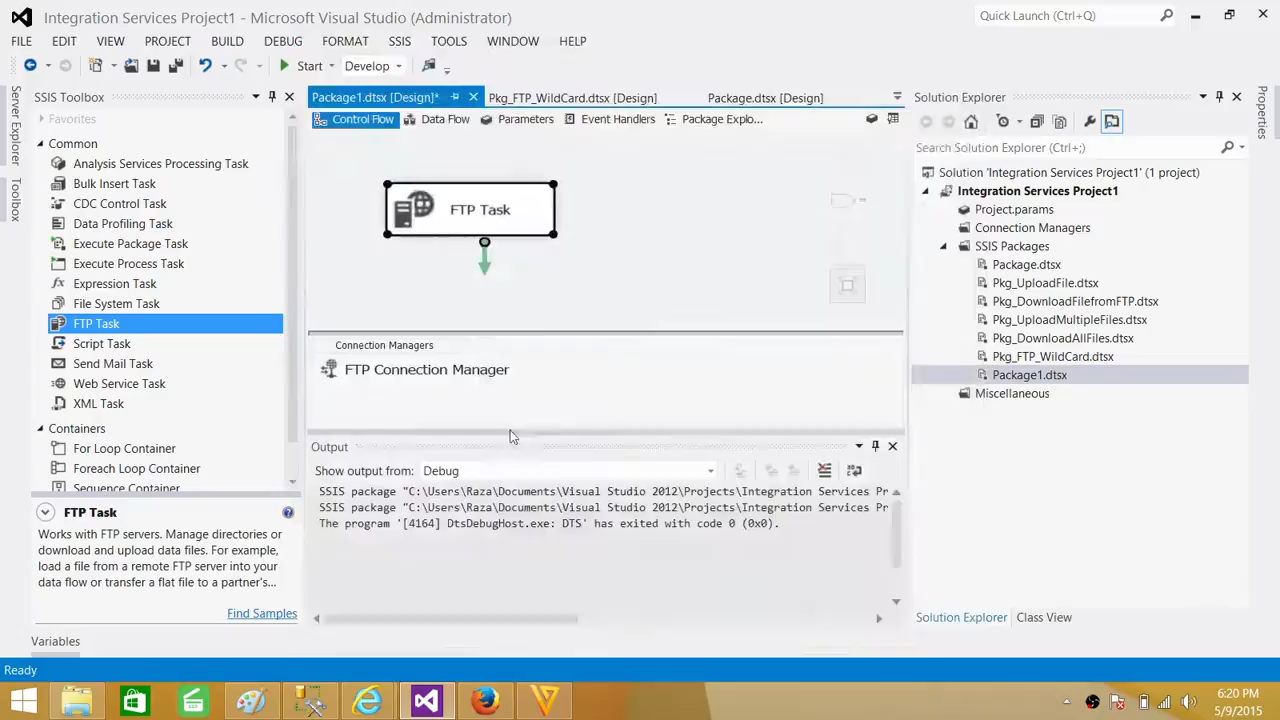 Integration Services Project1 - Microsoft Visual Studio (Administrator)
Quick Launch (Ctrl+;)
FILE EDIT VIEW PROJECT BUILD DEBUG FORMAT SSIS TOOLS WINDOW HELP
Start Develop
Server Explorer
Toolbox
SSIS Toolbox
Favorites
Common
Analysis Services Processing Task
Bulk Insert Task
CDC Control Task
Data Profiling Task
Execute Package Task
Execute Process Task
Expression Task
File System Task
FTP Task
Script Task
Send Mail Task
Web Service Task
XML Task
Containers
For Loop Container
Foreach Loop Container
Sequence Container
FTP Task
Works with FTP servers. Manage directories
or download and upload data files. For example,
load a file from a remote FTP server into your
data flow or transfer a flat file to a partner's...
Find Samples
Variables
Package1.dtsx [Design]* Pkg_FTP_WildCard.dtsx [Design] Package.dtsx [Design]
Control Flow Data Flow Parameters Event Handlers Package Explo...
FTP Task
Connection Managers
FTP Connection Manager
Output
Show output from: Debug
SSIS package "C:\Users\Raza\Documents\Visual Studio 2012\Projects\Integration Services Pr
SSIS package "C:\Users\Raza\Documents\Visual Studio 2012\Projects\Integration Services Pr
The program '[4164] DtsDebugHost.exe: DTS' has exited with code 0 (0x0).
Solution Explorer
Search Solution Explorer (Ctrl+;)
Solution 'Integration Services Project1' (1 project)
Integration Services Project1
Project.params
Connection Managers
SSIS Packages
Package.dtsx
Pkg_UploadFile.dtsx
Pkg_DownloadFilefromFTP.dtsx
Pkg_UploadMultipleFiles.dtsx
Pkg_DownloadAllFiles.dtsx
Pkg_FTP_WildCard.dtsx
Package1.dtsx
Miscellaneous
Solution Explorer Class View
Properties
Ready
6:20 PM
5/9/2015